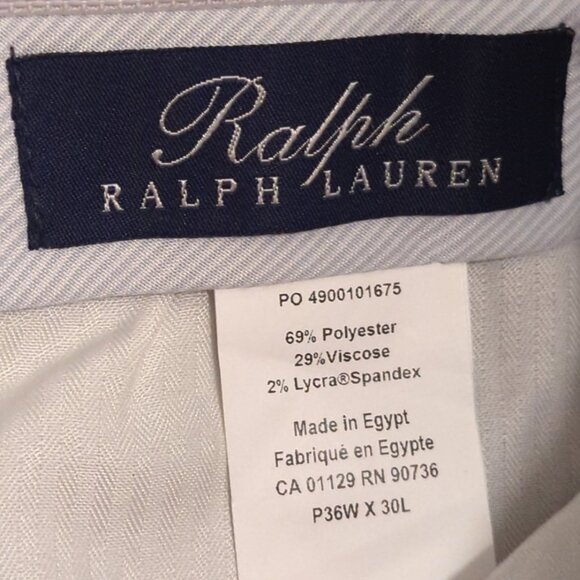 Ralph
RALPH LAUREN
PO 4900101675
69% Polyester
29%Viscose
2% Lycra®Spandex
Made in Egypt
Fabriqué en Egypte
CA 01129 RN 90736
P36W X 30L